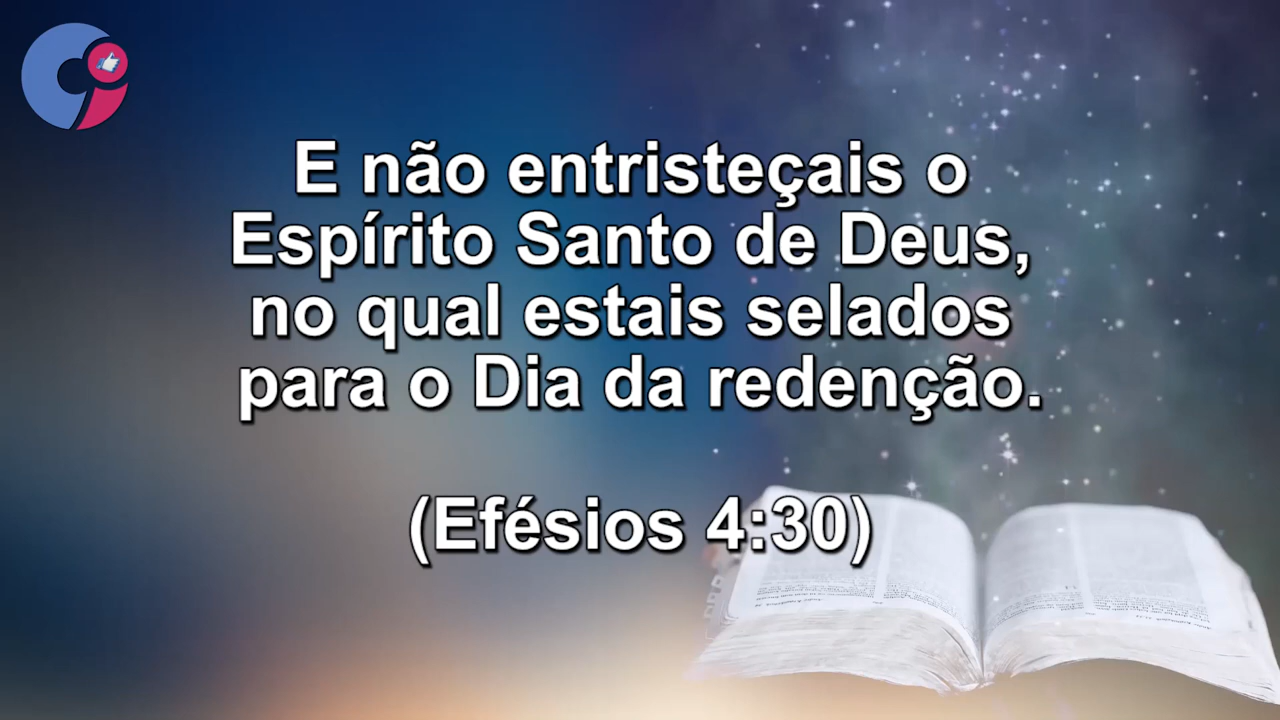 E não entristeçais o
Espírito Santo de Deus,
no qual estais selados
para o Dia da redenção.
(Efésios 4:30)